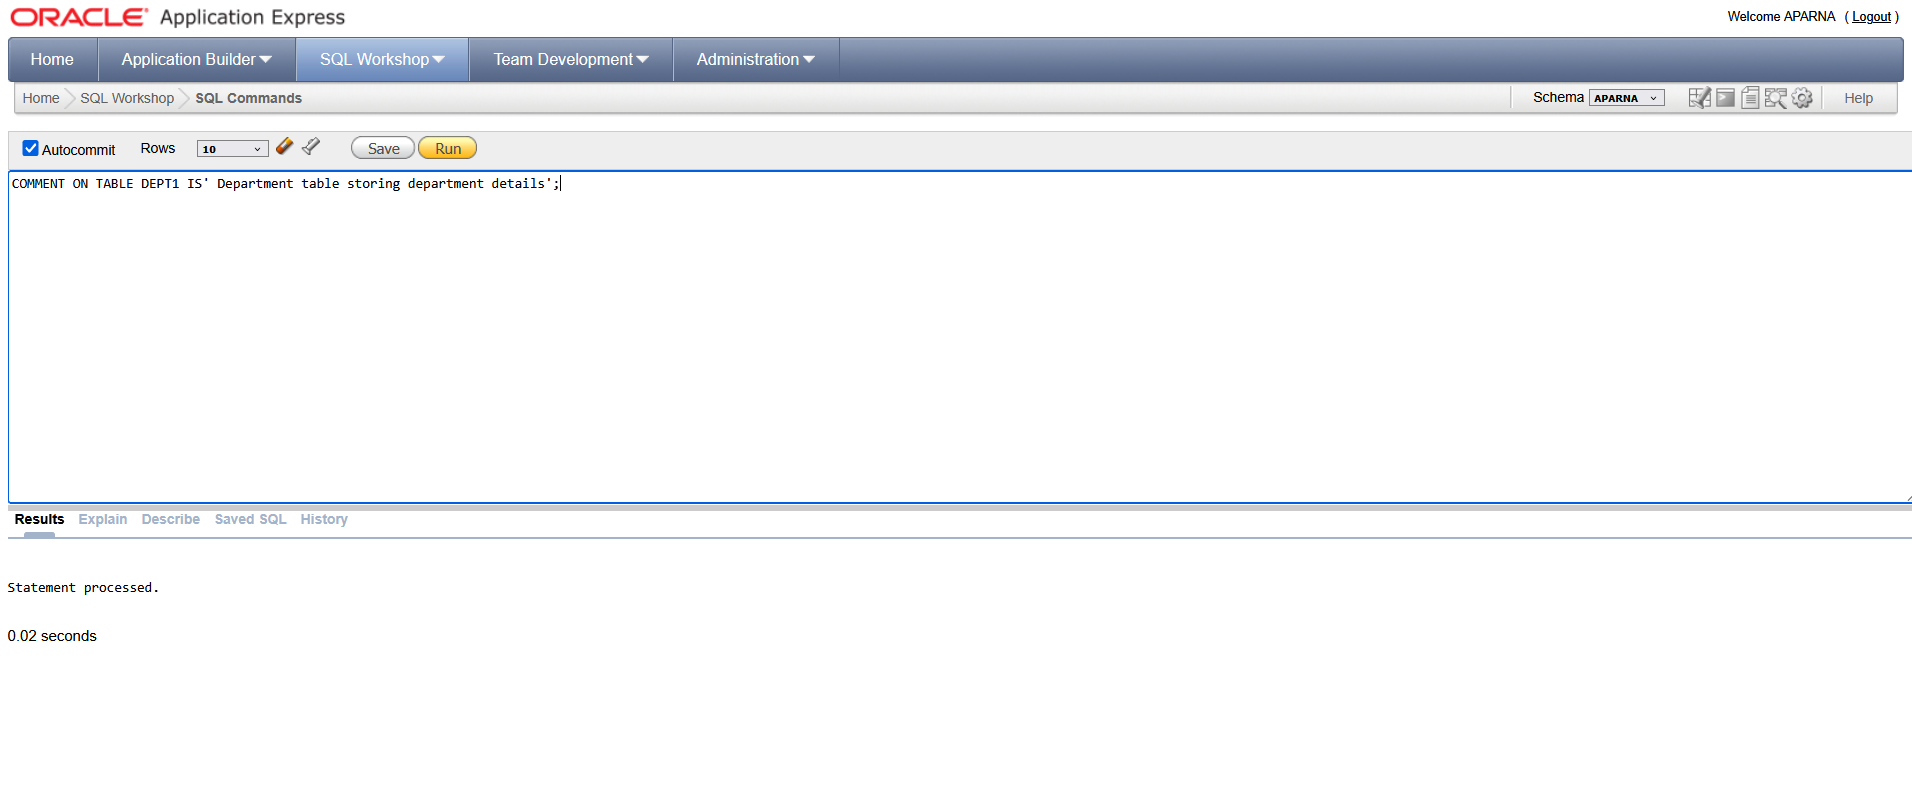 ORACLE Application Express
Welcome APARNA ( Logout )
Home Application Builder SQL Workshop Team Development Administration
Home SQL Workshop SQL Commands Schema APARNA Help
Autocommit Rows 10 Save Run
COMMENT ON TABLE DEPT1 IS' Department table storing department details';
Results Explain Describe Saved SQL History
Statement processed.
0.02 seconds